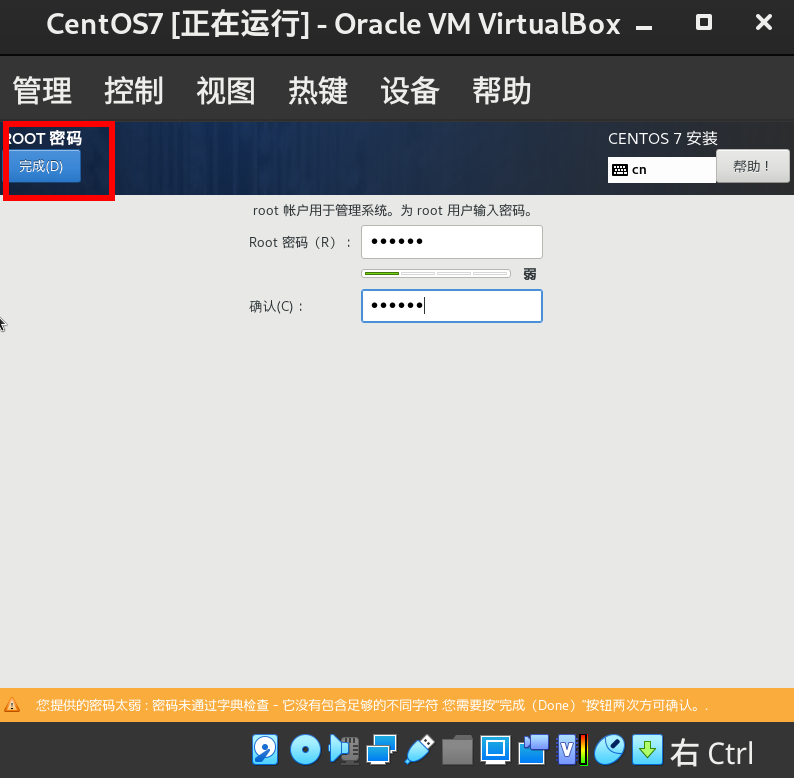 CentOS7 [正在运行] - Oracle VM VirtualBox
管理 控制 视图 热键 设备 帮助
ROOT 密码
CENTOS 7 安装
完成(D)
cn
帮助！
root 帐户用于管理系统。为 root 用户输入密码。
Root 密码（R）：
弱
确认(C)：
您提供的密码太弱 : 密码未通过字典检查 - 它没有包含足够的不同字符 您需要按“完成（Done）”按钮两次方可确认。.
V
右 Ctrl